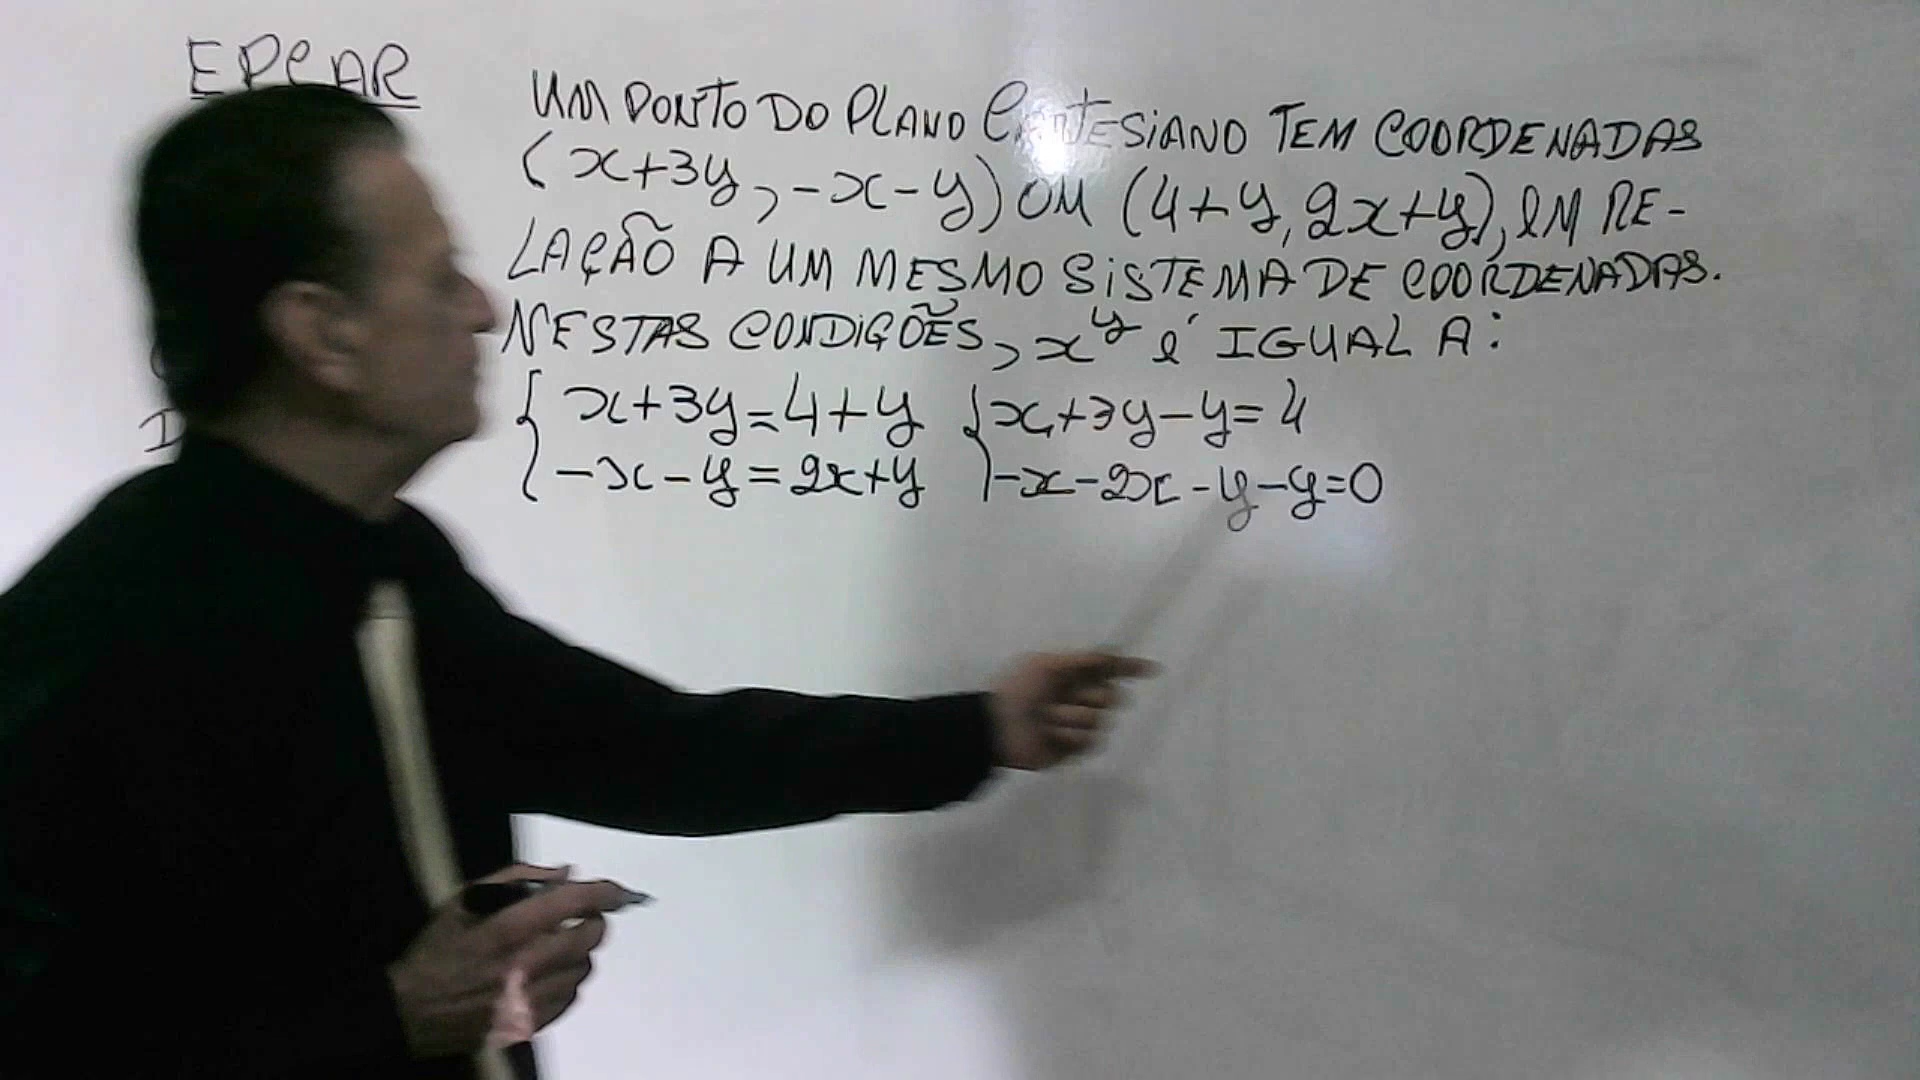 EPCAR
UM PONTO DO PLANO CARTESIANO TEM COORDENADAS
(x+3y, -x-y) OU (4+y, 2x+y), EM RE-
LAÇÃO A UM MESMO SISTEMA DE COORDENADAS.
NESTAS CONDIÇÕES, x^y é IGUAL A:
{ x+3y=4+y { x+3y-y=4
{ -x-y=2x+y { -x-2x-y-y=0